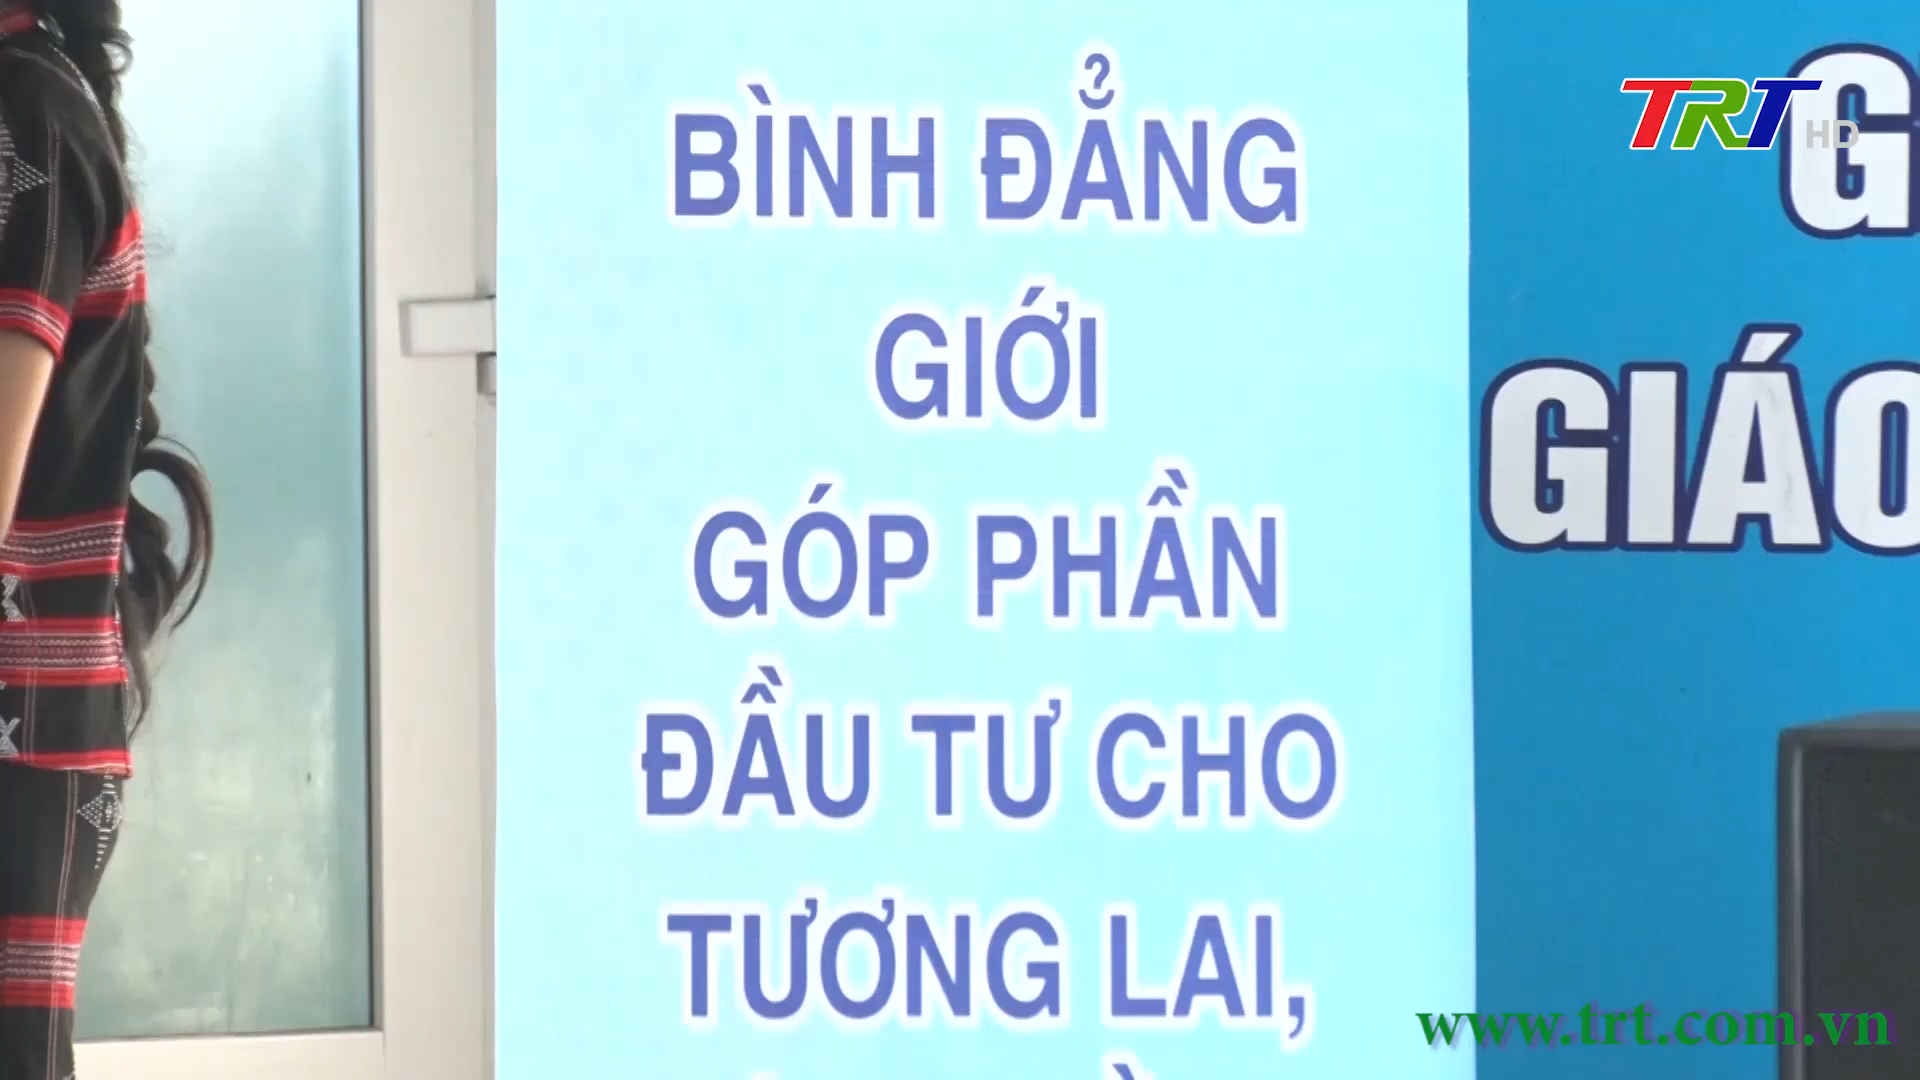 BÌNH ĐẲNG
GIỚI
GÓP PHẦN
ĐẦU TƯ CHO
TƯƠNG LAI,
TRT HD
GIÁO
www.trt.com.vn